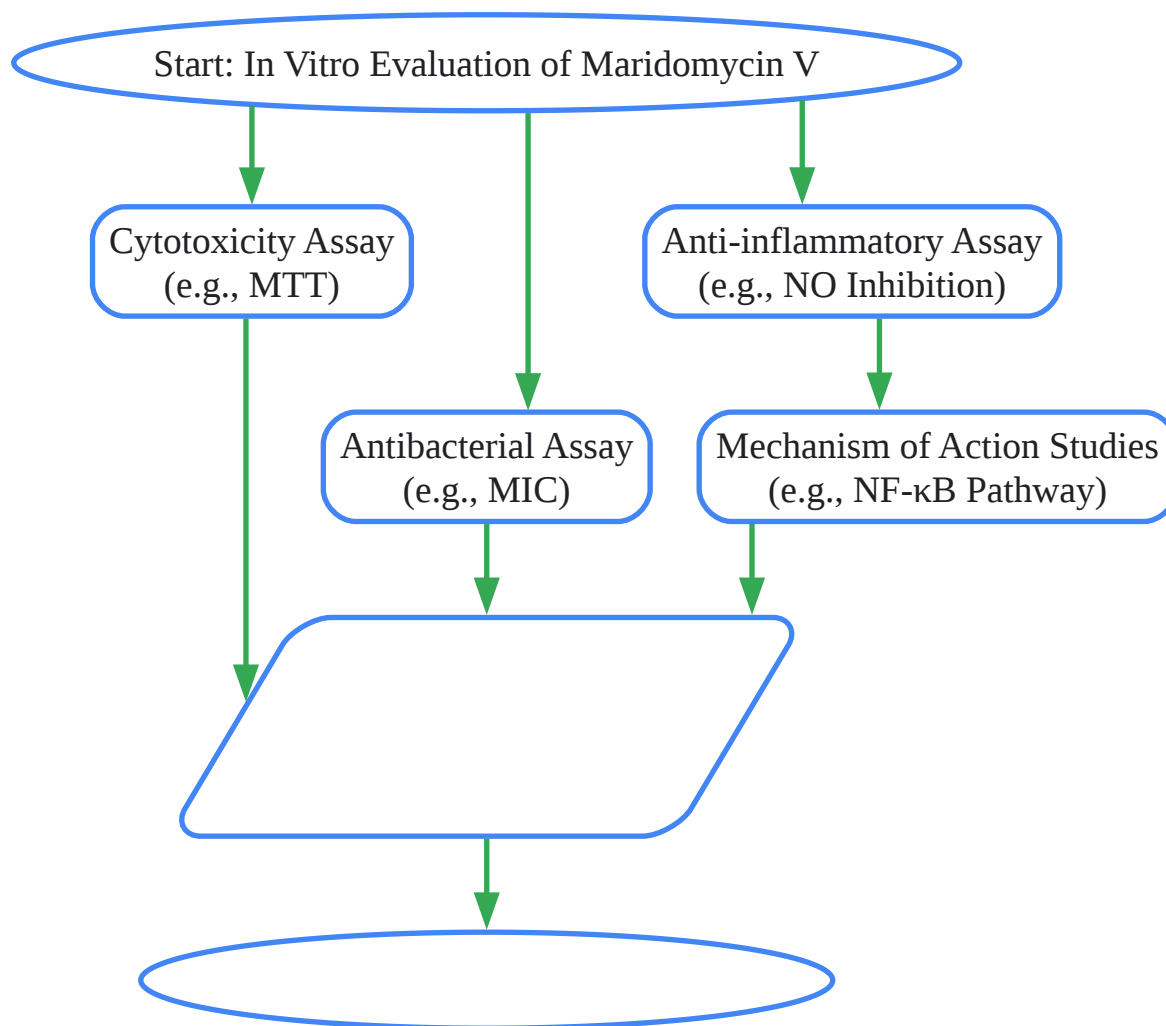 Start: In Vitro Evaluation of Maridomycin V
Cytotoxicity Assay
(e.g., MTT)
Anti-inflammatory Assay
(e.g., NO Inhibition)
Antibacterial Assay
(e.g., MIC)
Mechanism of Action Studies
(e.g., NF-κB Pathway)